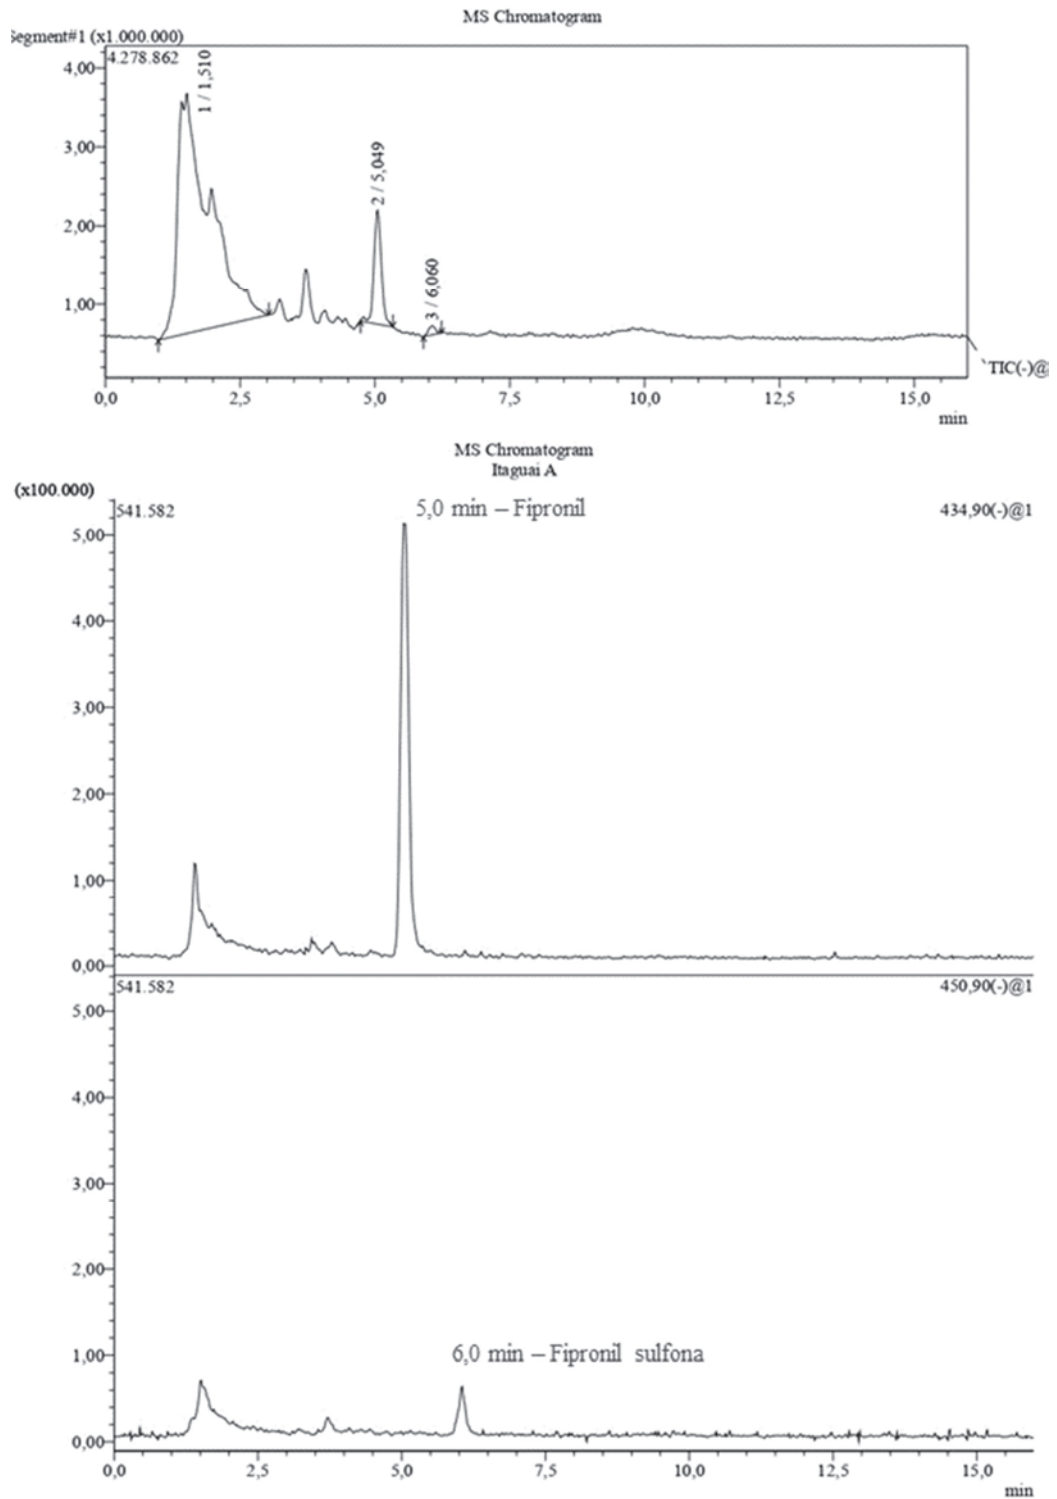 MS Chromatogram
Segment#1 (x1.000.000)
4.278.862
1 / 1,510
2 / 5,049
3 / 6,060
4,00
3,00
2,00
1,00
TIC(-)@
0,0 2,5 5,0 7,5 10,0 12,5 15,0
min
MS Chromatogram
Itaguai A
(x100.000)
541.582
5,0 min – Fipronil
434,90(-)@1
5,00
4,00
3,00
2,00
1,00
0,00
541.582
450,90(-)@1
5,00
4,00
3,00
2,00
1,00
6,0 min – Fipronil sulfona
0,00
0,0 2,5 5,0 7,5 10,0 12,5 15,0
min